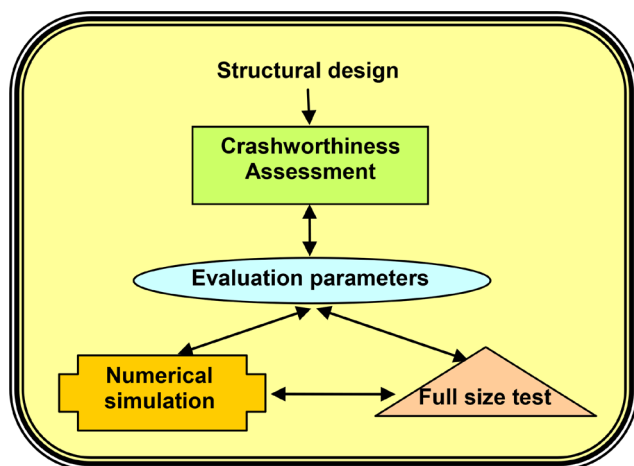 Structural design
Crashworthiness
Assessment
Evaluation parameters
Numerical
simulation
Full size test